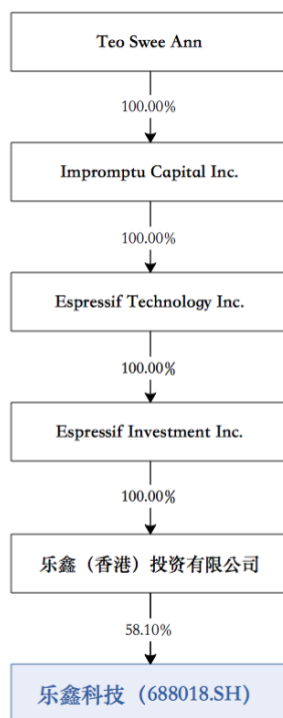 Teo Swee Ann
100.00%
Impromptu Capital Inc.
100.00%
Espressif Technology Inc.
100.00%
Espressif Investment Inc.
100.00%
乐鑫（香港）投资有限公司
58.10%
乐鑫科技（688018.SH）